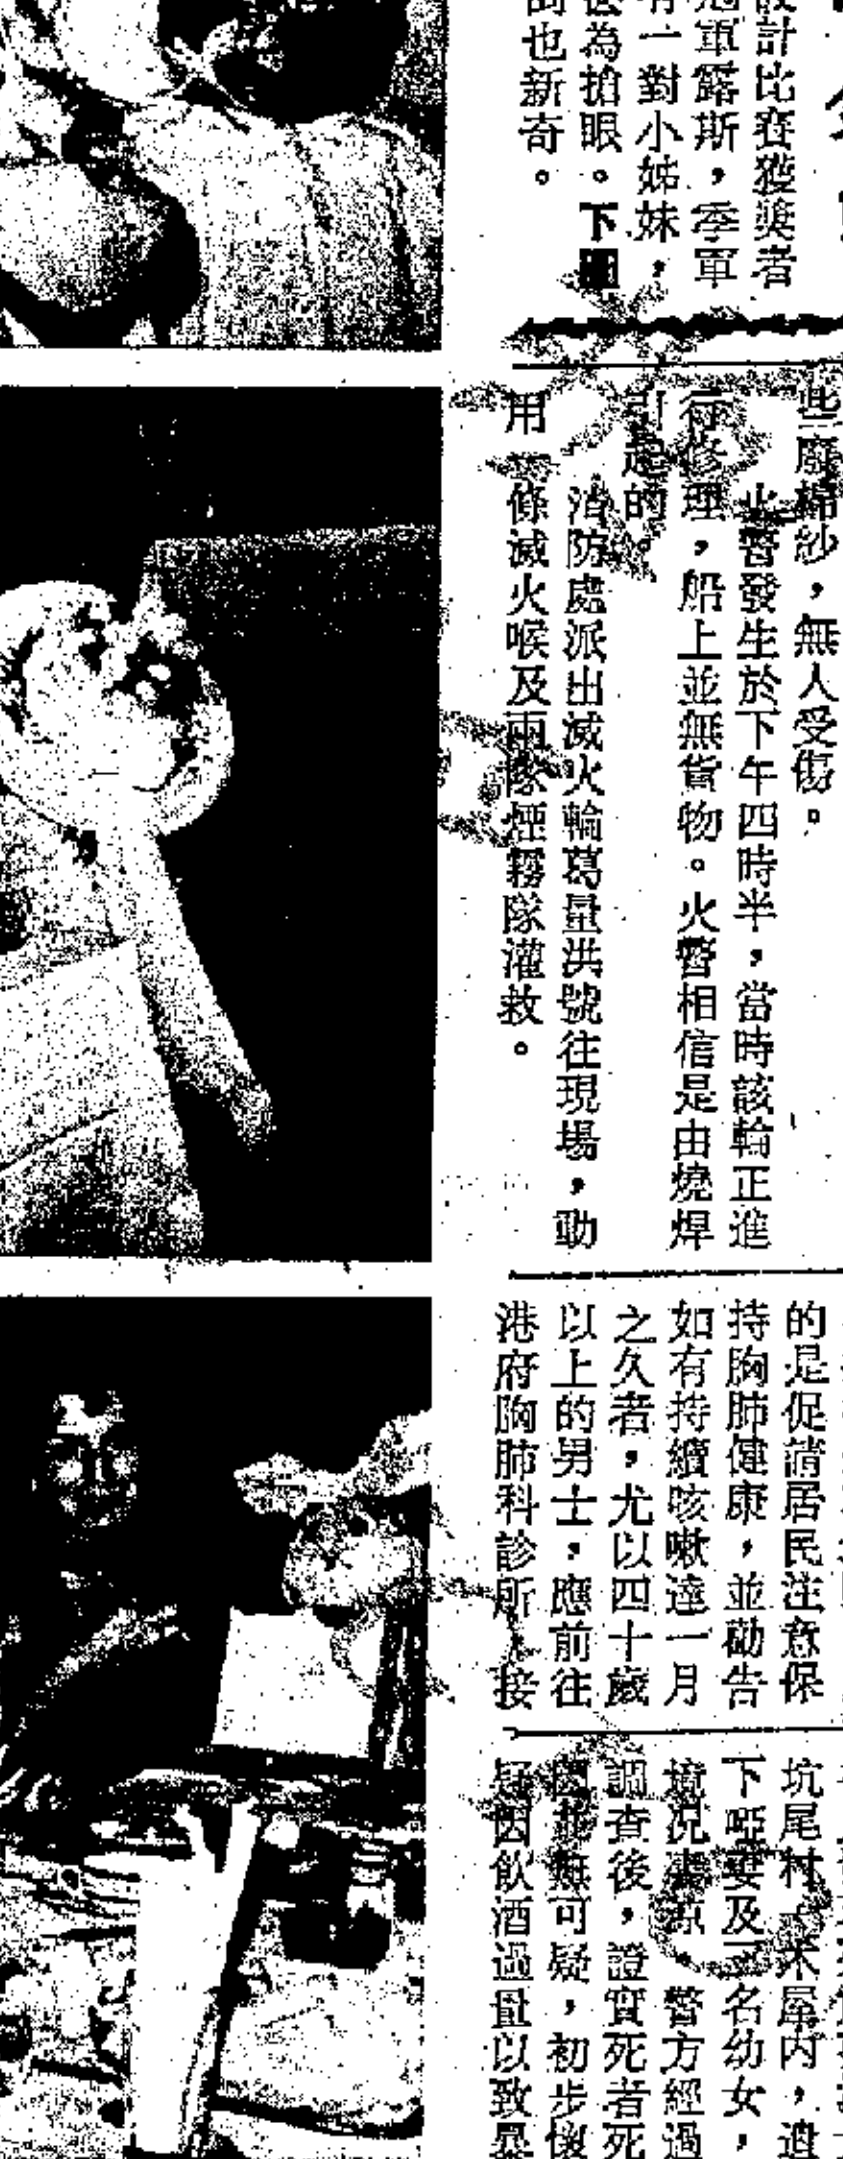 設計比賽獲獎者
冠軍露斯，季軍
有一對小姊妹，
甚為搶眼。下圖
也新奇。
些廢棉紗，無人受傷。
火警發生於下午四時半，當時該輪正進
行修理，船上並無貨物。火警相信是由燒焊
引起的。
消防處派出滅火輪葛量洪號往現場，動
用一條滅火喉及兩隊煙霧隊灌救。
的是促請居民注意保
持胸肺健康，並勸告
如有持續咳嗽達一月
之久者，尤以四十歲
以上的男士，應前往
港府胸肺科診所接
坑尾村一木屋內，遺
下啞妻及三名幼女，
境況凄凉。警方經過
調查後，證實死者死
因並無可疑，初步懷
疑因飲酒過量以致暴